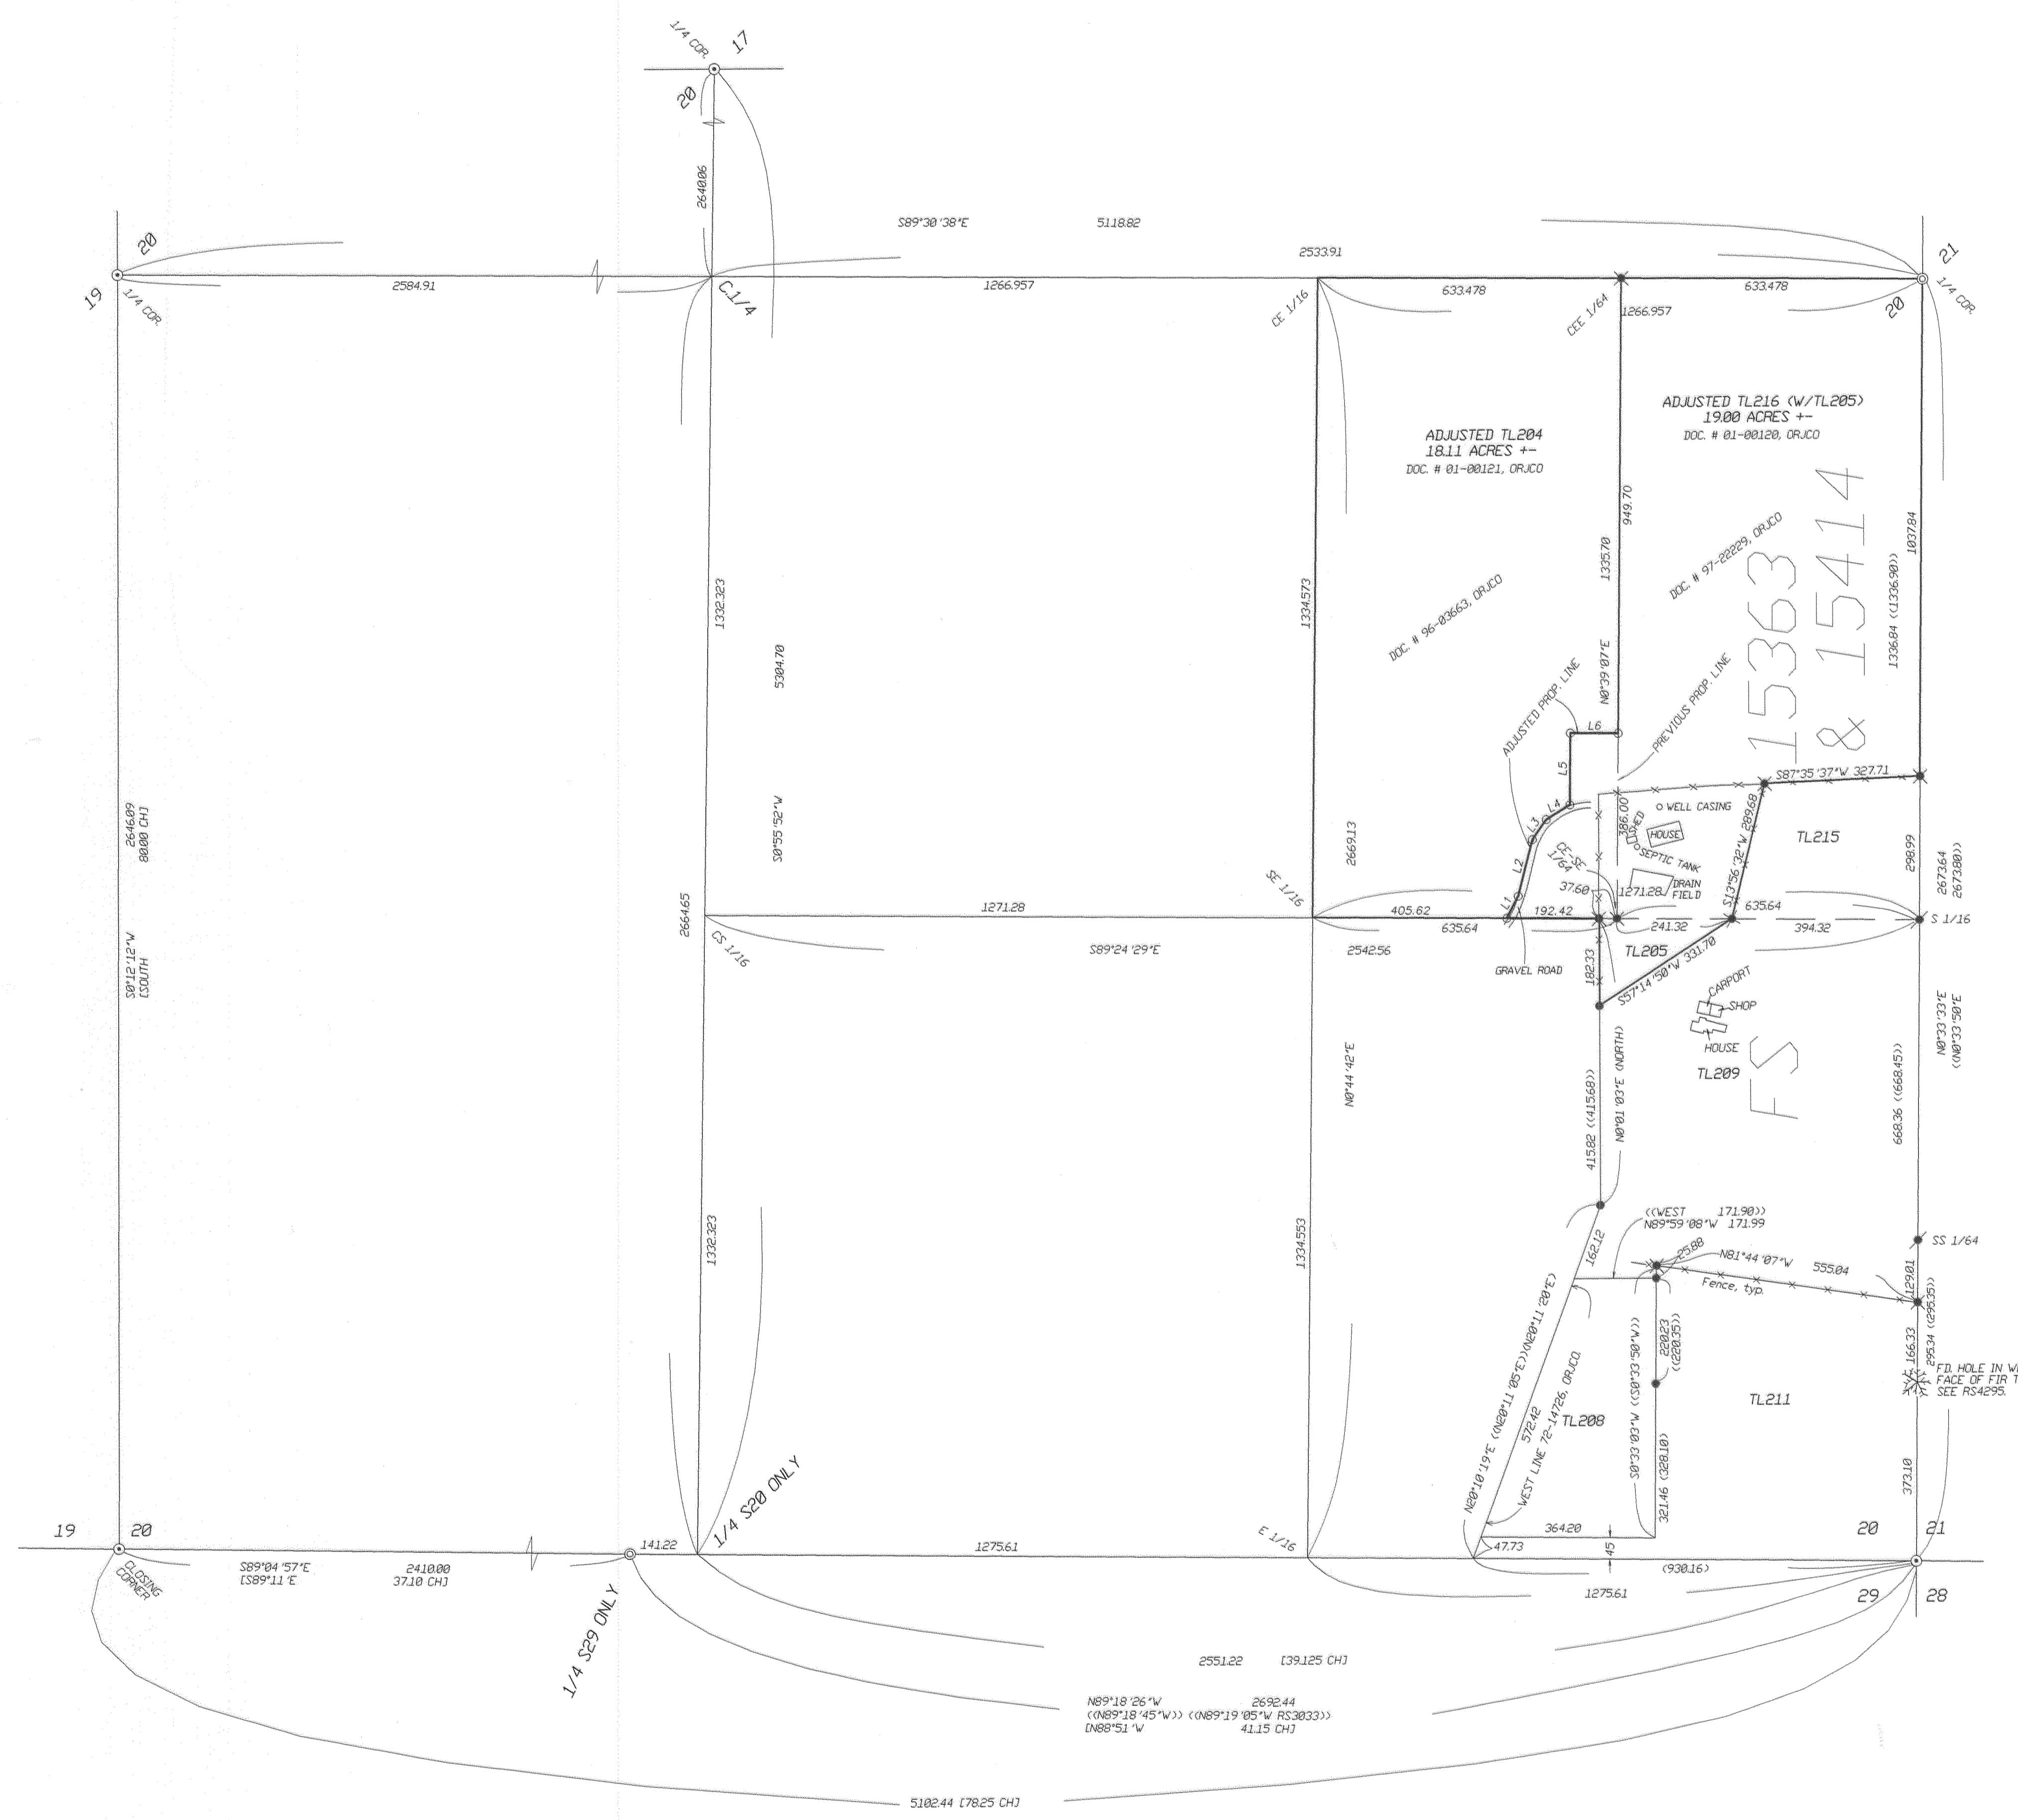 1/4 COR.
17
20
2640.06
S89°30'38"E 5118.82
2533.91
20
19
1/4 COR.
2584.91
C.1/4
1266.957
CE 1/16
633.478
CEE 1/64
1266.957
633.478
21
20
1/4 COR.
ADJUSTED TL216 (W/TL205)
19.00 ACRES +-
DOC. # 01-00120, ORJCO
ADJUSTED TL204
18.11 ACRES +-
DOC. # 01-00121, ORJCO
949.70
1335.70
N0°39'07"E
DOC. # 97-22229, ORJCO
DOC. # 96-03663, ORJCO
15363
& 15414
FS
1037.84
1336.84 ((1336.90))
1332.323
5304.70
S0°55'52"W
1334.573
ADJUSTED PROP. LINE
PREVIOUS PROP. LINE
L6
L5
L4
L3
L2
L1
S87°35'37"W 327.71
WELL CASING
386.00
SHED
HOUSE
SEPTIC TANK
DRAIN
FIELD
CE-SE
1/64
37.60
1271.28
S13°56'32"W 289.68
TL215
298.99
2673.64
2673.80))
2646.09
80.00 CH]
S0°12'12"W
[SOUTH
2664.65
1271.28
CS 1/16
S89°24'29"E
2669.13
SE 1/16
405.62
192.42
635.64
2542.56
GRAVEL ROAD
241.32
635.64
394.32
S 1/16
TL205
182.33
S57°14'50"W 331.70
CARPORT
SHOP
HOUSE
TL209
N0°33'33"E
((N0°33'50"E
N0°44'42"E
415.82 ((415.68))
N0°01'03"E (NORTH)
668.36 ((668.45))
1332.323
1334.553
((WEST 171.90))
N89°59'08"W 171.99
162.12
25.88
N81°44'07"W 555.04
Fence, typ.
SS 1/64
129.01
166.33
295.34 ((295.35))
S0°33'03"W ((S0°33'50"W))
220.23
((220.35))
N20°10'19"E ((N20°11'05"E))(N20°11'20"E)
572.42
WEST LINE 72-14726, ORJCO.
TL208
TL211
FD. HOLE IN W
FACE OF FIR T
SEE RS4295.
321.46 (328.10)
373.10
364.20
47.73
45
(930.16)
19
20
CLOSING
CORNER
S89°04'57"E 2410.00
[S89°11'E 37.10 CH]
141.22
1/4 S20 ONLY
1/4 S29 ONLY
1275.61
E 1/16
1275.61
20
21
29
28
2551.22 [39.125 CH]
N89°18'26"W 2692.44
((N89°18'45"W)) ((N89°19'05"W RS3033))
[N88°51'W 41.15 CH]
5102.44 [78.25 CH]